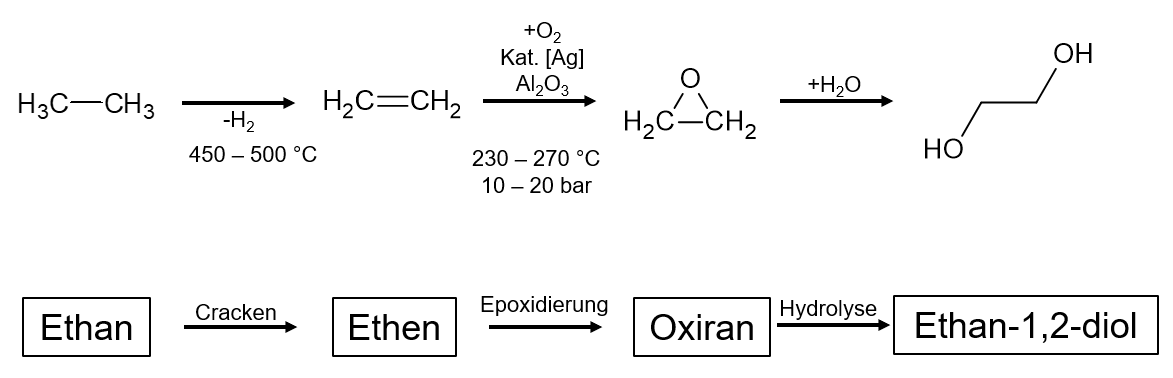 H₃C—CH₃
-H₂
450 – 500 °C
H₂C=CH₂
+O₂
Kat. [Ag]
Al₂O₃
230 – 270 °C
10 – 20 bar
O
H₂C—CH₂
+H₂O
OH
HO
Ethan
Cracken
Ethen
Epoxidierung
Oxiran
Hydrolyse
Ethan-1,2-diol